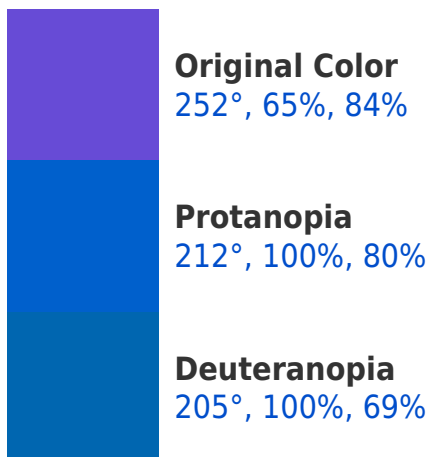 Original Color
252°, 65%, 84%
Protanopia
212°, 100%, 80%
Deuteranopia
205°, 100%, 69%